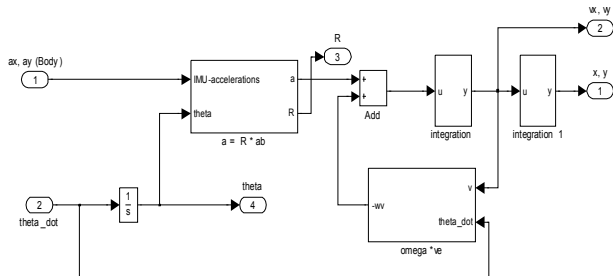 vx, vy
2
R
3
ax, ay (Body)
1
IMU-accelerations
a
theta
R
a = R * ab
+
+
Add
u
y
integration
u
y
integration 1
x, y
1
2
theta_dot
1
s
theta
4
-wv
v
theta_dot
omega *ve